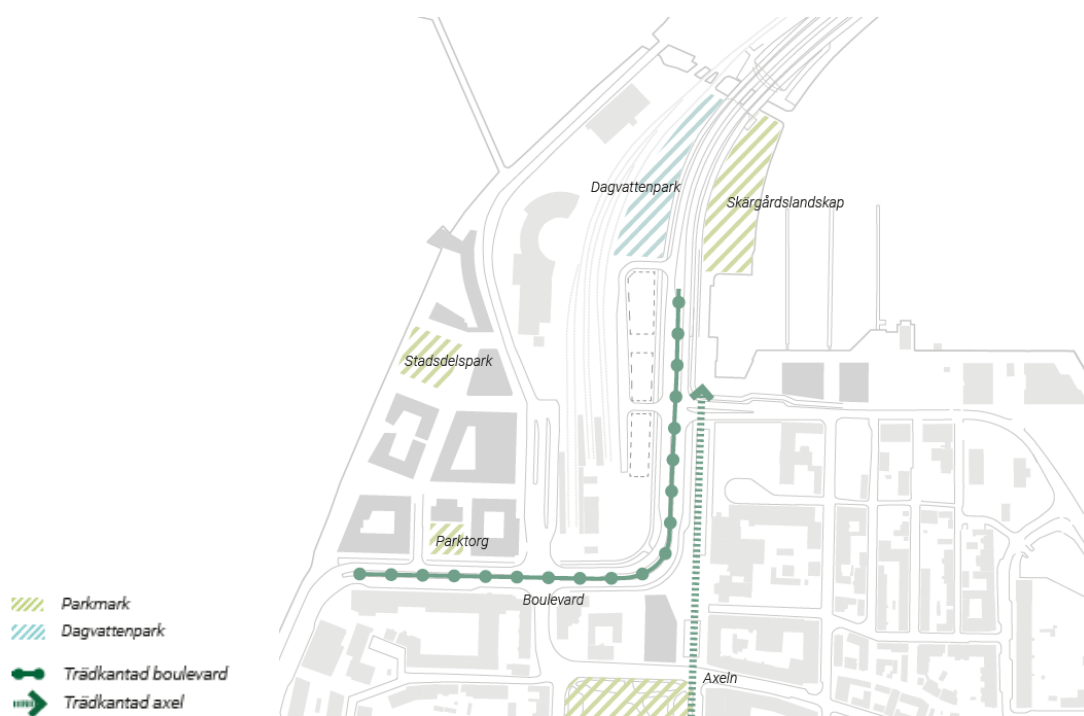 Dagvattenpark
Skärgårdslandskap
Stadsdelspark
Parktorg
Boulevard
Axeln
Parkmark
Dagvattenpark
Trädkantad boulevard
Trädkantad axel